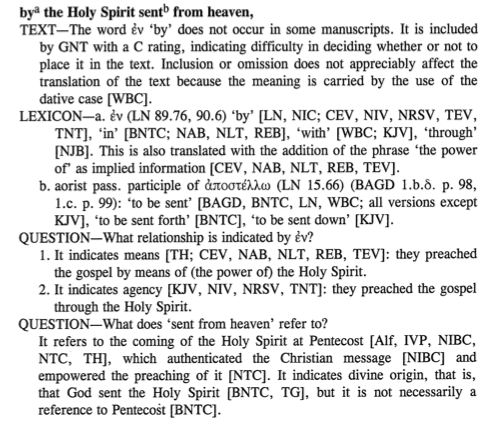 byᵃ the Holy Spirit sentᵇ from heaven,
TEXT—The word ἐν ‘by’ does not occur in some manuscripts. It is included
by GNT with a C rating, indicating difficulty in deciding whether or not to
place it in the text. Inclusion or omission does not appreciably affect the
translation of the text because the meaning is carried by the use of the
dative case [WBC].
LEXICON—a. ἐν (LN 89.76, 90.6) ‘by’ [LN, NIC; CEV, NIV, NRSV, TEV,
TNT], ‘in’ [BNTC; NAB, NLT, REB], ‘with’ [WBC; KJV], ‘through’
[NJB]. This is also translated with the addition of the phrase ‘the power
of’ as implied information [CEV, NAB, NLT, REB, TEV].
b. aorist pass. participle of ἀποστέλλω (LN 15.66) (BAGD 1.b.δ. p. 98,
1.c. p. 99): ‘to be sent’ [BAGD, BNTC, LN, WBC; all versions except
KJV], ‘to be sent forth’ [BNTC], ‘to be sent down’ [KJV].
QUESTION—What relationship is indicated by ἐν?
1. It indicates means [TH; CEV, NAB, NLT, REB, TEV]: they preached
the gospel by means of (the power of) the Holy Spirit.
2. It indicates agency [KJV, NIV, NRSV, TNT]: they preached the gospel
through the Holy Spirit.
QUESTION—What does ‘sent from heaven’ refer to?
It refers to the coming of the Holy Spirit at Pentecost [Alf, IVP, NIBC,
NTC, TH], which authenticated the Christian message [NIBC] and
empowered the preaching of it [NTC]. It indicates divine origin, that is,
that God sent the Holy Spirit [BNTC, TG], but it is not necessarily a
reference to Pentecost [BNTC].